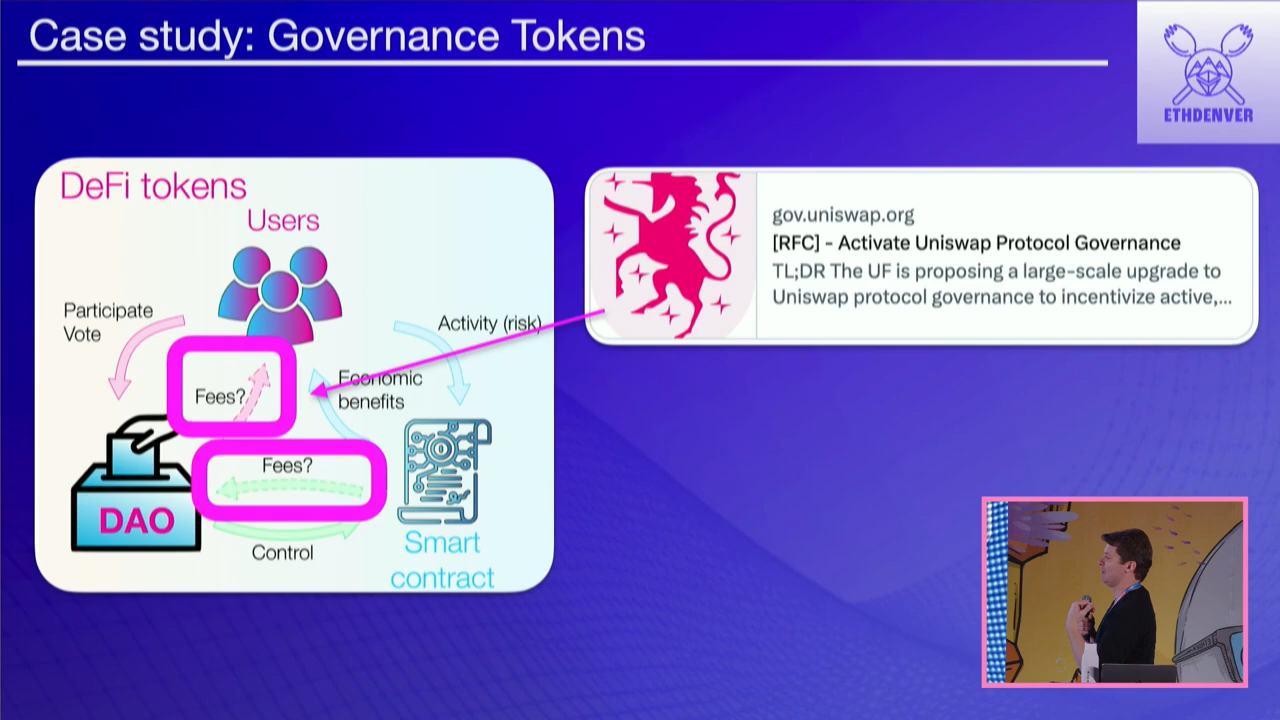 Case study: Governance Tokens
ETHDENVER
DeFi tokens
Users
Participate
Vote
Activity (risk)
Fees?
Economic
benefits
Fees?
DAO
Control
Smart
contract
gov.uniswap.org
[RFC] - Activate Uniswap Protocol Governance
TL;DR The UF is proposing a large-scale upgrade to
Uniswap protocol governance to incentivize active,...